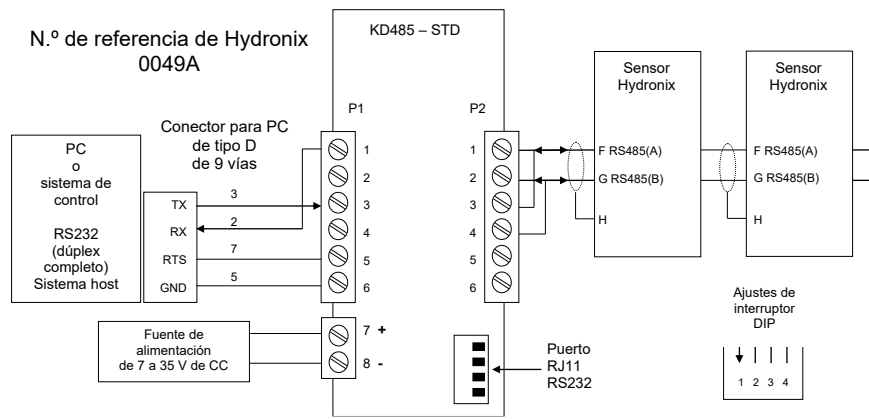 N.º de referencia de Hydronix
0049A
KD485 – STD
P1
P2
1
2
3
4
5
6
7 +
8 -
1
2
3
4
5
6
Conector para PC
de tipo D
de 9 vías
PC
o
sistema de
control
RS232
(dúplex
completo)
Sistema host
TX
RX
RTS
GND
3
2
7
5
Fuente de
alimentación
de 7 a 35 V de CC
Puerto
RJ11
RS232
Sensor
Hydronix
F RS485(A)
G RS485(B)
H
Sensor
Hydronix
F RS485(A)
G RS485(B)
H
Ajustes de
interruptor
DIP
1 2 3 4